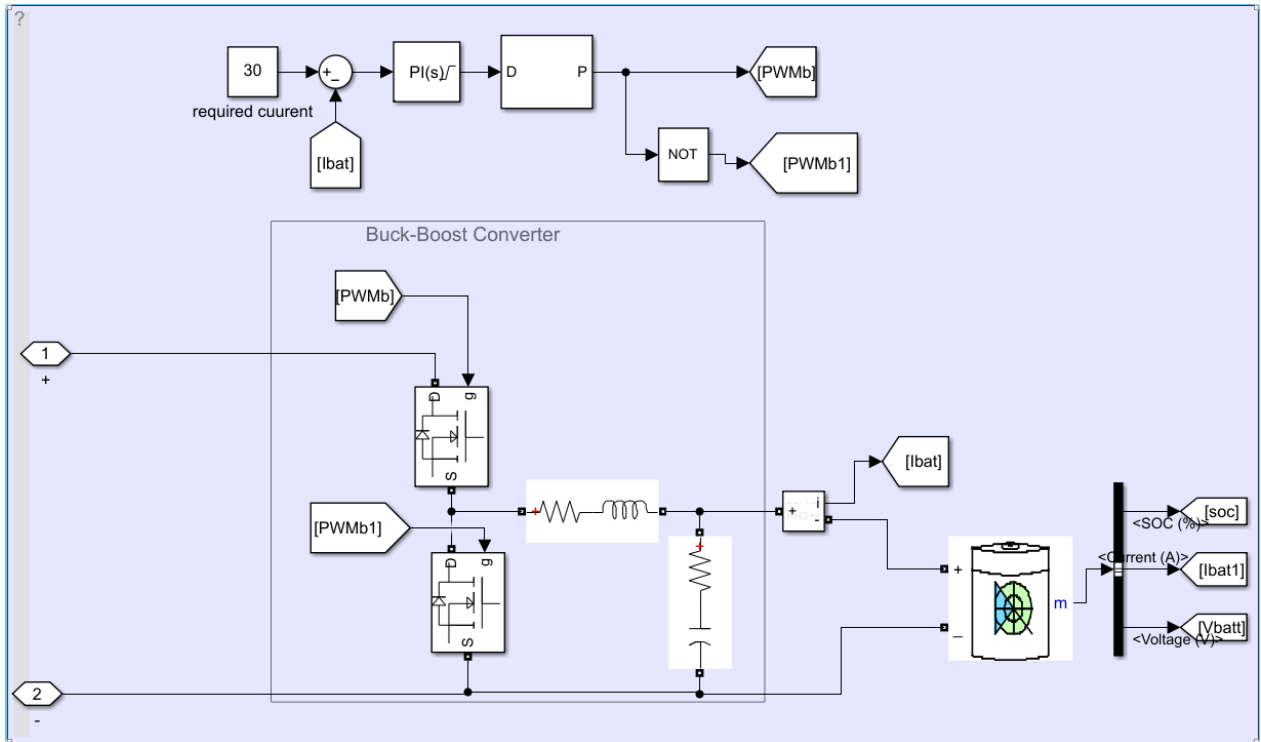 ?
30
+
_
PI(s)
D
P
[PWMb]
required cuurent
[Ibat]
NOT
[PWMb1]
Buck-Boost Converter
[PWMb]
1
+
D
g
S
[Ibat]
[PWMb1]
+
+
i
-
D
g
S
+
+
_
m
<SOC (%)>
[soc]
<Current (A)>
[Ibat1]
<Voltage (V)>
[Vbatt]
2
-